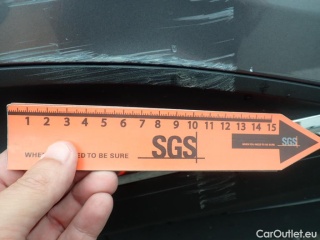 1 2 3 4 5 6 7 8 9 10 11 12 13 14 15
WHE ED TO BE SURE SGS
SGS
CarOutlet.eu